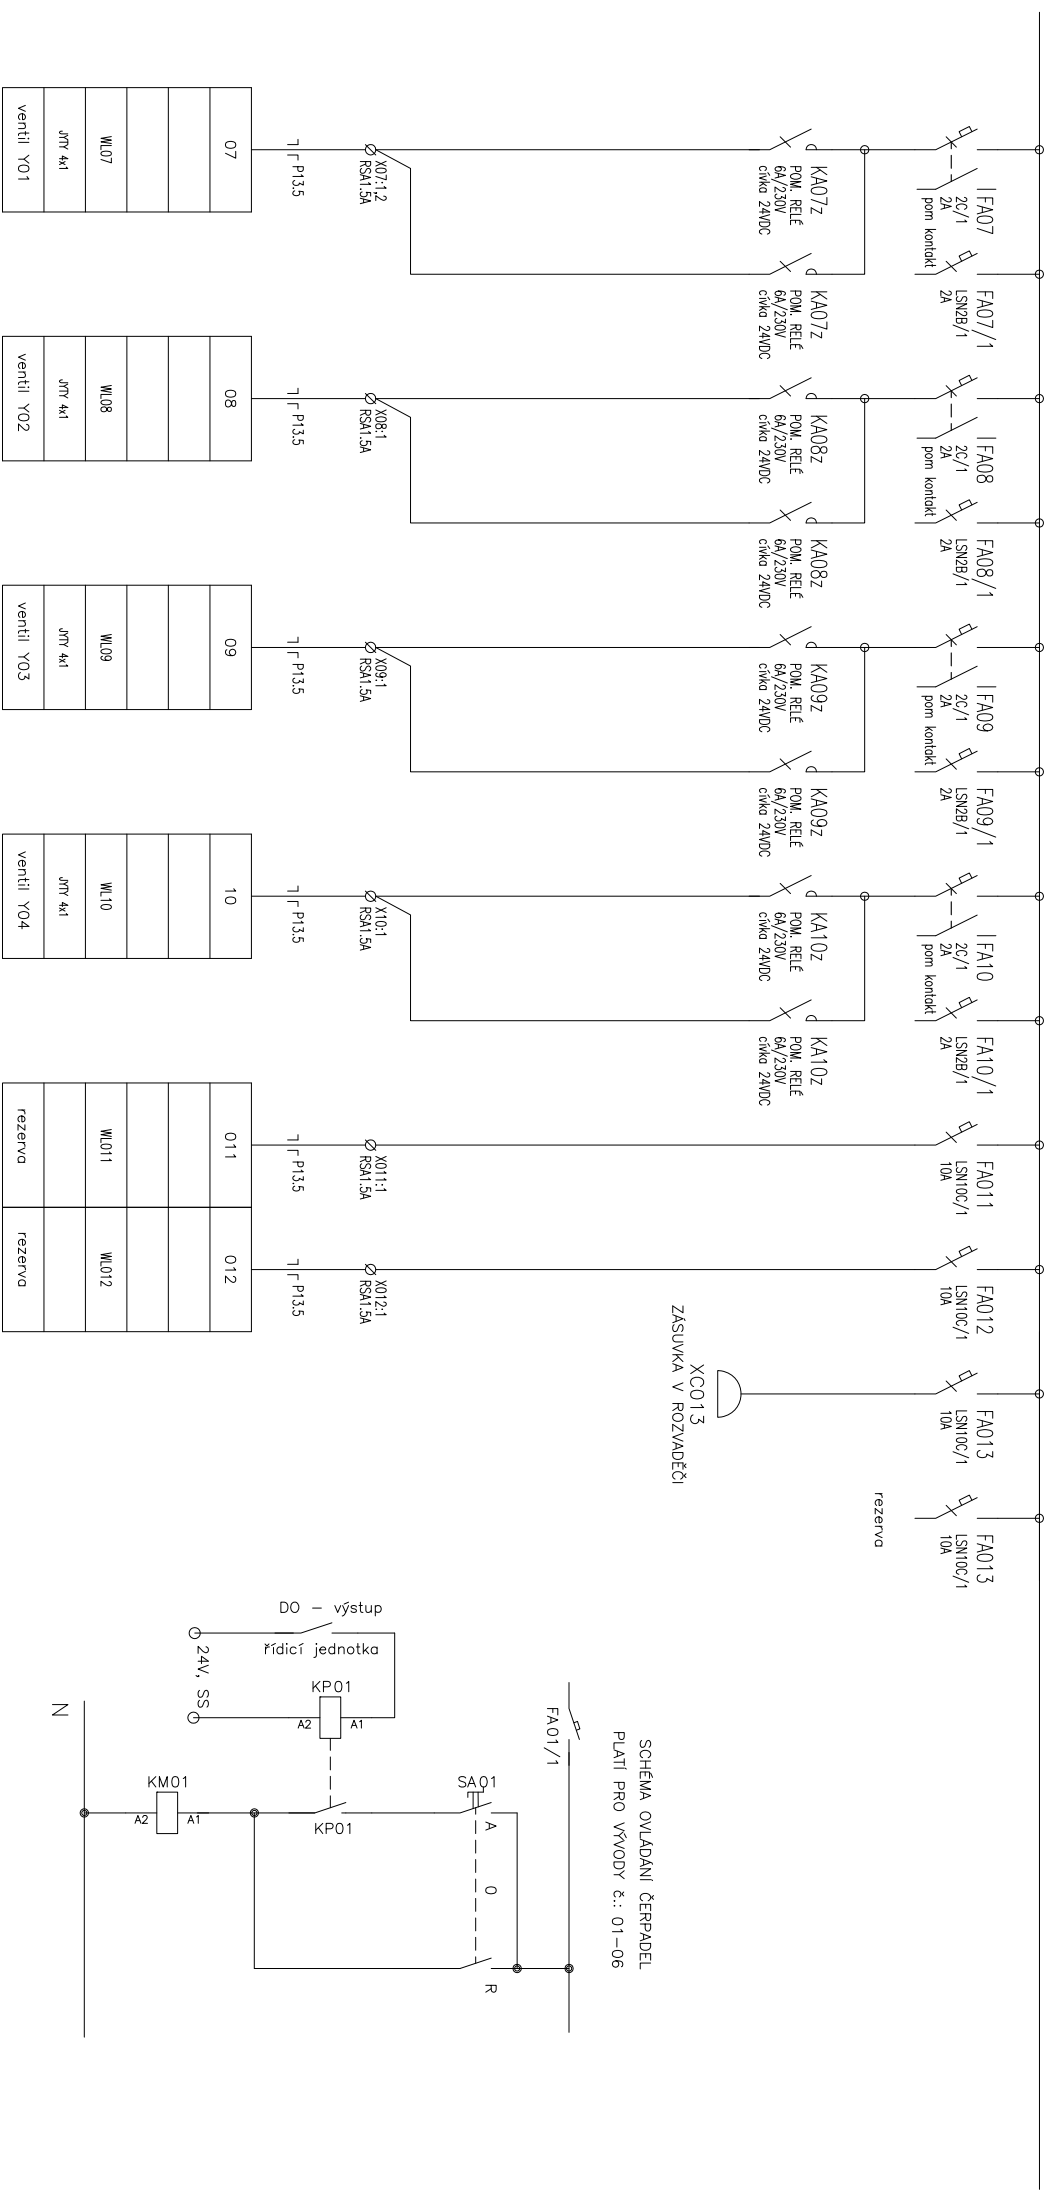 FA07
2C/1
2A
pom kontakt
FA07/1
LSN2B/1
2A
FA08
2C/1
2A
pom kontakt
FA08/1
LSN2B/1
2A
FA09
2C/1
2A
pom kontakt
FA09/1
LSN2B/1
2A
FA10
2C/1
2A
pom kontakt
FA10/1
LSN2B/1
2A
FA011
LSN10C/1
10A
FA012
LSN10C/1
10A
FA013
LSN10C/1
10A
FA013
LSN10C/1
10A
rezerva
KA07z
POM. RELÉ
6A/230V
cívka 24VDC
KA07z
POM. RELÉ
6A/230V
cívka 24VDC
KA08z
POM. RELÉ
6A/230V
cívka 24VDC
KA08z
POM. RELÉ
6A/230V
cívka 24VDC
KA09z
POM. RELÉ
6A/230V
cívka 24VDC
KA09z
POM. RELÉ
6A/230V
cívka 24VDC
KA10z
POM. RELÉ
6A/230V
cívka 24VDC
KA10z
POM. RELÉ
6A/230V
cívka 24VDC
XC013
ZÁSUVKA V ROZVADĚČI
X07:1,2
RSA1.5A
X08:1
RSA1.5A
X09:1
RSA1.5A
X10:1
RSA1.5A
X011:1
RSA1.5A
X012:1
RSA1.5A
P13.5
P13.5
P13.5
P13.5
P13.5
P13.5
07
WL07
JYTY 4x1
ventil Y01
08
WL08
JYTY 4x1
ventil Y02
09
WL09
JYTY 4x1
ventil Y03
10
WL10
JYTY 4x1
ventil Y04
011
WL011
rezerva
012
WL012
rezerva
SCHÉMA OVLÁDÁNÍ ČERPADEL
PLATÍ PRO VÝVODY č.: 01-06
FA01/1
DO - výstup
řídicí jednotka
24V, SS
KP01
A2
A1
SA01
A
0
R
KP01
KM01
A2
A1
N